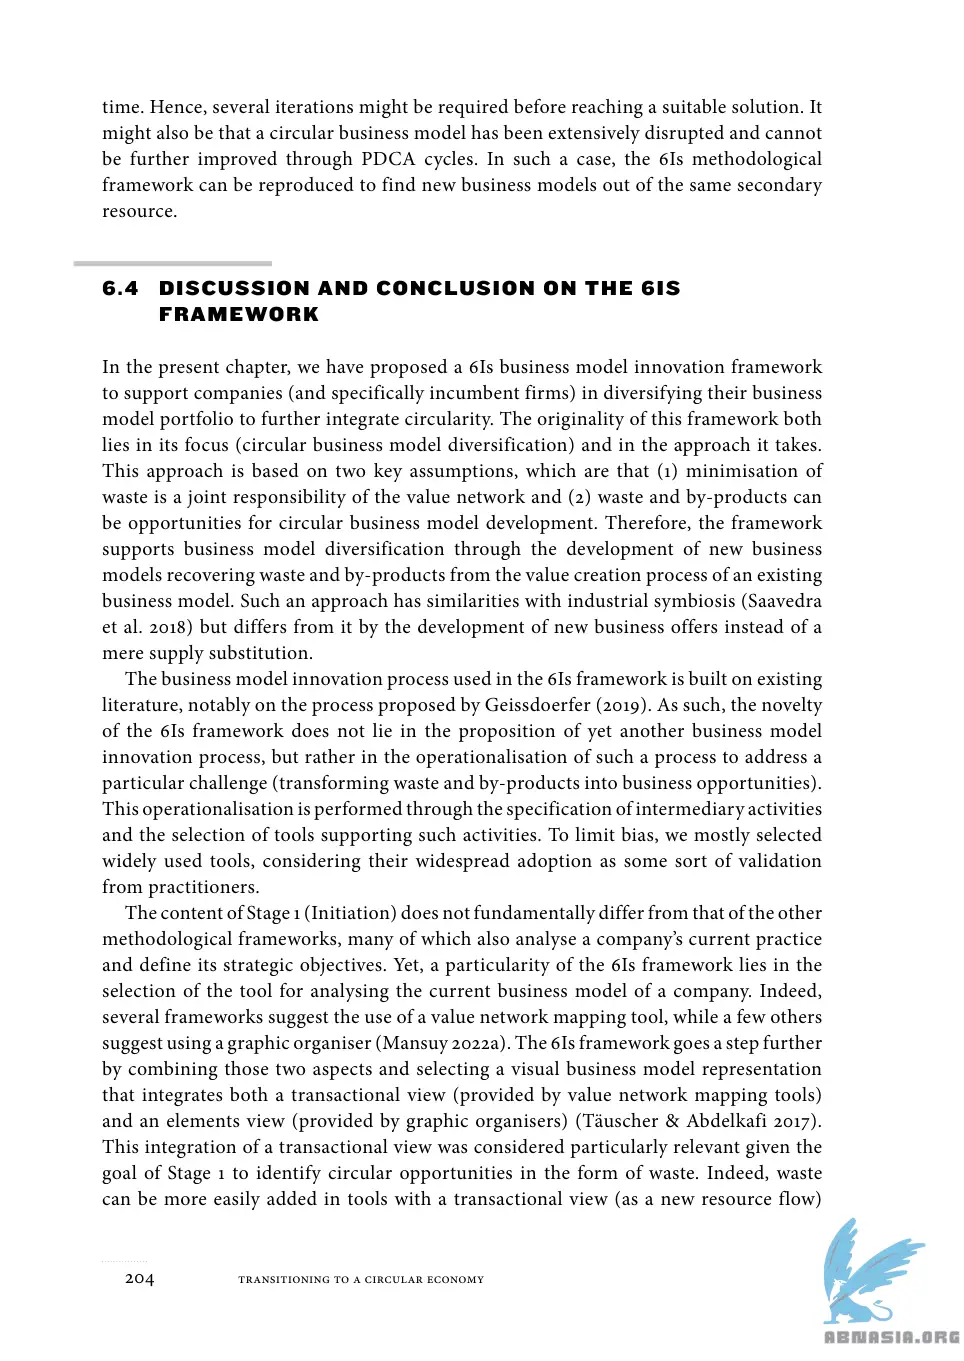 time. Hence, several iterations might be required before reaching a suitable solution. It
might also be that a circular business model has been extensively disrupted and cannot
be further improved through PDCA cycles. In such a case, the 6Is methodological
framework can be reproduced to find new business models out of the same secondary
resource.
6.4 DISCUSSION AND CONCLUSION ON THE 6IS
FRAMEWORK
In the present chapter, we have proposed a 6Is business model innovation framework
to support companies (and specifically incumbent firms) in diversifying their business
model portfolio to further integrate circularity. The originality of this framework both
lies in its focus (circular business model diversification) and in the approach it takes.
This approach is based on two key assumptions, which are that (1) minimisation of
waste is a joint responsibility of the value network and (2) waste and by-products can
be opportunities for circular business model development. Therefore, the framework
supports business model diversification through the development of new business
models recovering waste and by-products from the value creation process of an existing
business model. Such an approach has similarities with industrial symbiosis (Saavedra
et al. 2018) but differs from it by the development of new business offers instead of a
mere supply substitution.
The business model innovation process used in the 6Is framework is built on existing
literature, notably on the process proposed by Geissdoerfer (2019). As such, the novelty
of the 6Is framework does not lie in the proposition of yet another business model
innovation process, but rather in the operationalisation of such a process to address a
particular challenge (transforming waste and by-products into business opportunities).
This operationalisation is performed through the specification of intermediary activities
and the selection of tools supporting such activities. To limit bias, we mostly selected
widely used tools, considering their widespread adoption as some sort of validation
from practitioners.
The content of Stage 1 (Initiation) does not fundamentally differ from that of the other
methodological frameworks, many of which also analyse a company's current practice
and define its strategic objectives. Yet, a particularity of the 6Is framework lies in the
selection of the tool for analysing the current business model of a company. Indeed,
several frameworks suggest the use of a value network mapping tool, while a few others
suggest using a graphic organiser (Mansuy 2022a). The 6Is framework goes a step further
by combining those two aspects and selecting a visual business model representation
that integrates both a transactional view (provided by value network mapping tools)
and an elements view (provided by graphic organisers) (Täuscher & Abdelkafi 2017).
This integration of a transactional view was considered particularly relevant given the
goal of Stage 1 to identify circular opportunities in the form of waste. Indeed, waste
can be more easily added in tools with a transactional view (as a new resource flow)
204 TRANSITIONING TO A CIRCULAR ECONOMY
ABNASIA.ORG